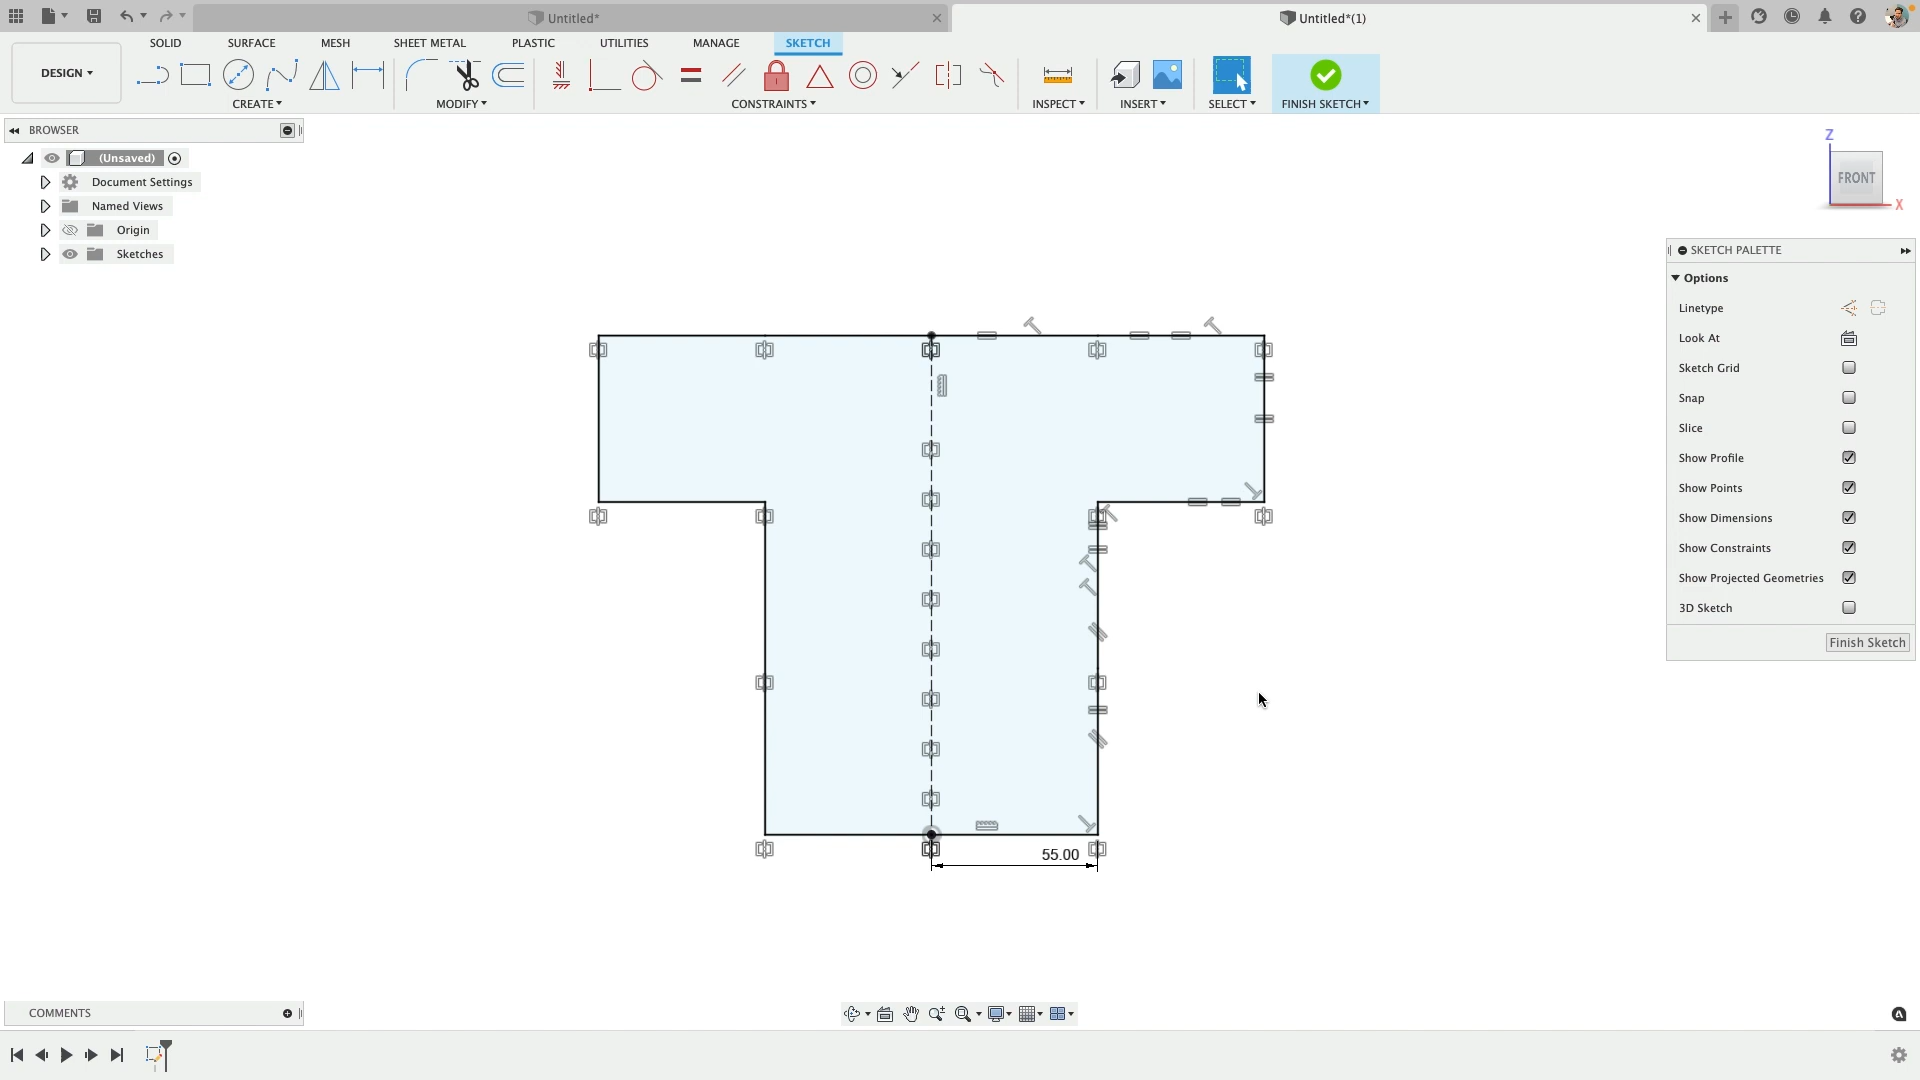 Untitled*
Untitled*(1)
SOLID SURFACE MESH SHEET METAL PLASTIC UTILITIES MANAGE SKETCH
DESIGN
CREATE MODIFY CONSTRAINTS INSPECT INSERT SELECT FINISH SKETCH
BROWSER
(Unsaved)
Document Settings
Named Views
Origin
Sketches
Z
FRONT
X
SKETCH PALETTE
Options
Linetype
Look At
Sketch Grid
Snap
Slice
Show Profile
Show Points
Show Dimensions
Show Constraints
Show Projected Geometries
3D Sketch
Finish Sketch
55.00
COMMENTS